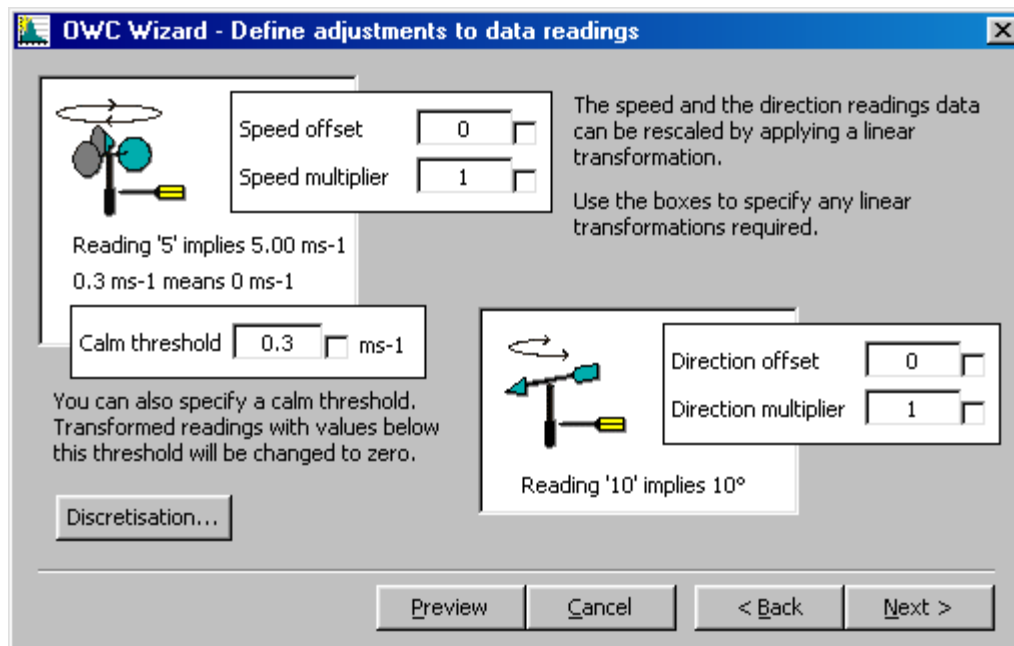 OWC Wizard - Define adjustments to data readings
Speed offset 0
Speed multiplier 1
Reading '5' implies 5.00 ms-1
0.3 ms-1 means 0 ms-1
Calm threshold 0.3 ms-1
You can also specify a calm threshold.
Transformed readings with values below
this threshold will be changed to zero.
Discretisation...
The speed and the direction readings data
can be rescaled by applying a linear
transformation.
Use the boxes to specify any linear
transformations required.
Direction offset 0
Direction multiplier 1
Reading '10' implies 10°
Preview
Cancel
< Back
Next >